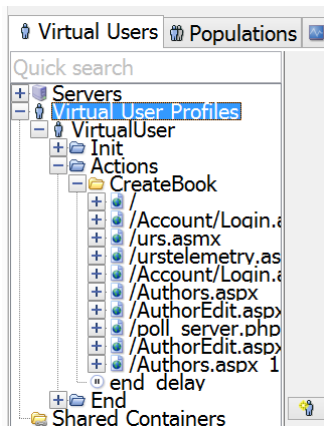 Virtual Users Populations
Quick search
Servers
Virtual User Profiles
VirtualUser
Init
Actions
CreateBook
/
/Account/Login.a
/urs.asmx
/urstelemetry.as
/Account/Login.a
/Authors.aspx
/AuthorEdit.aspx
/poll_server.php
/AuthorEdit.aspx
/Authors.aspx_1
end_delay
End
Shared Containers